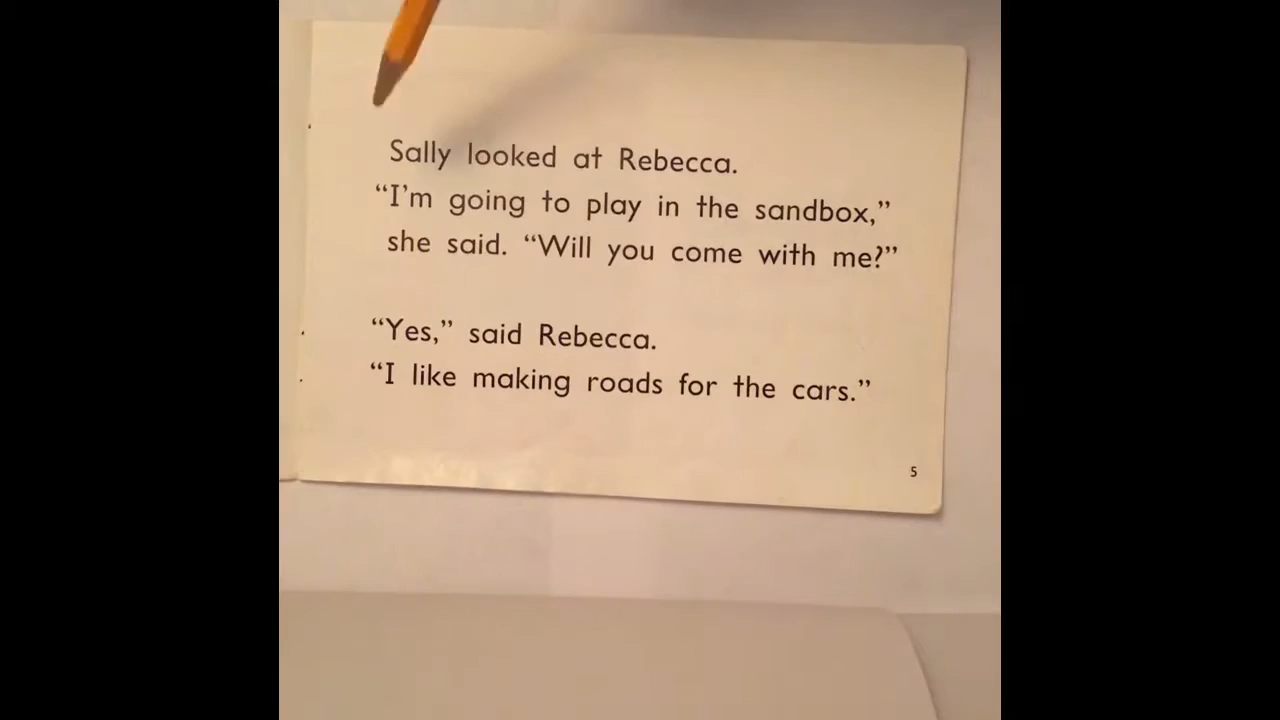 Sally looked at Rebecca.
“I’m going to play in the sandbox,”
she said. “Will you come with me?”
“Yes,” said Rebecca.
“I like making roads for the cars.”
5